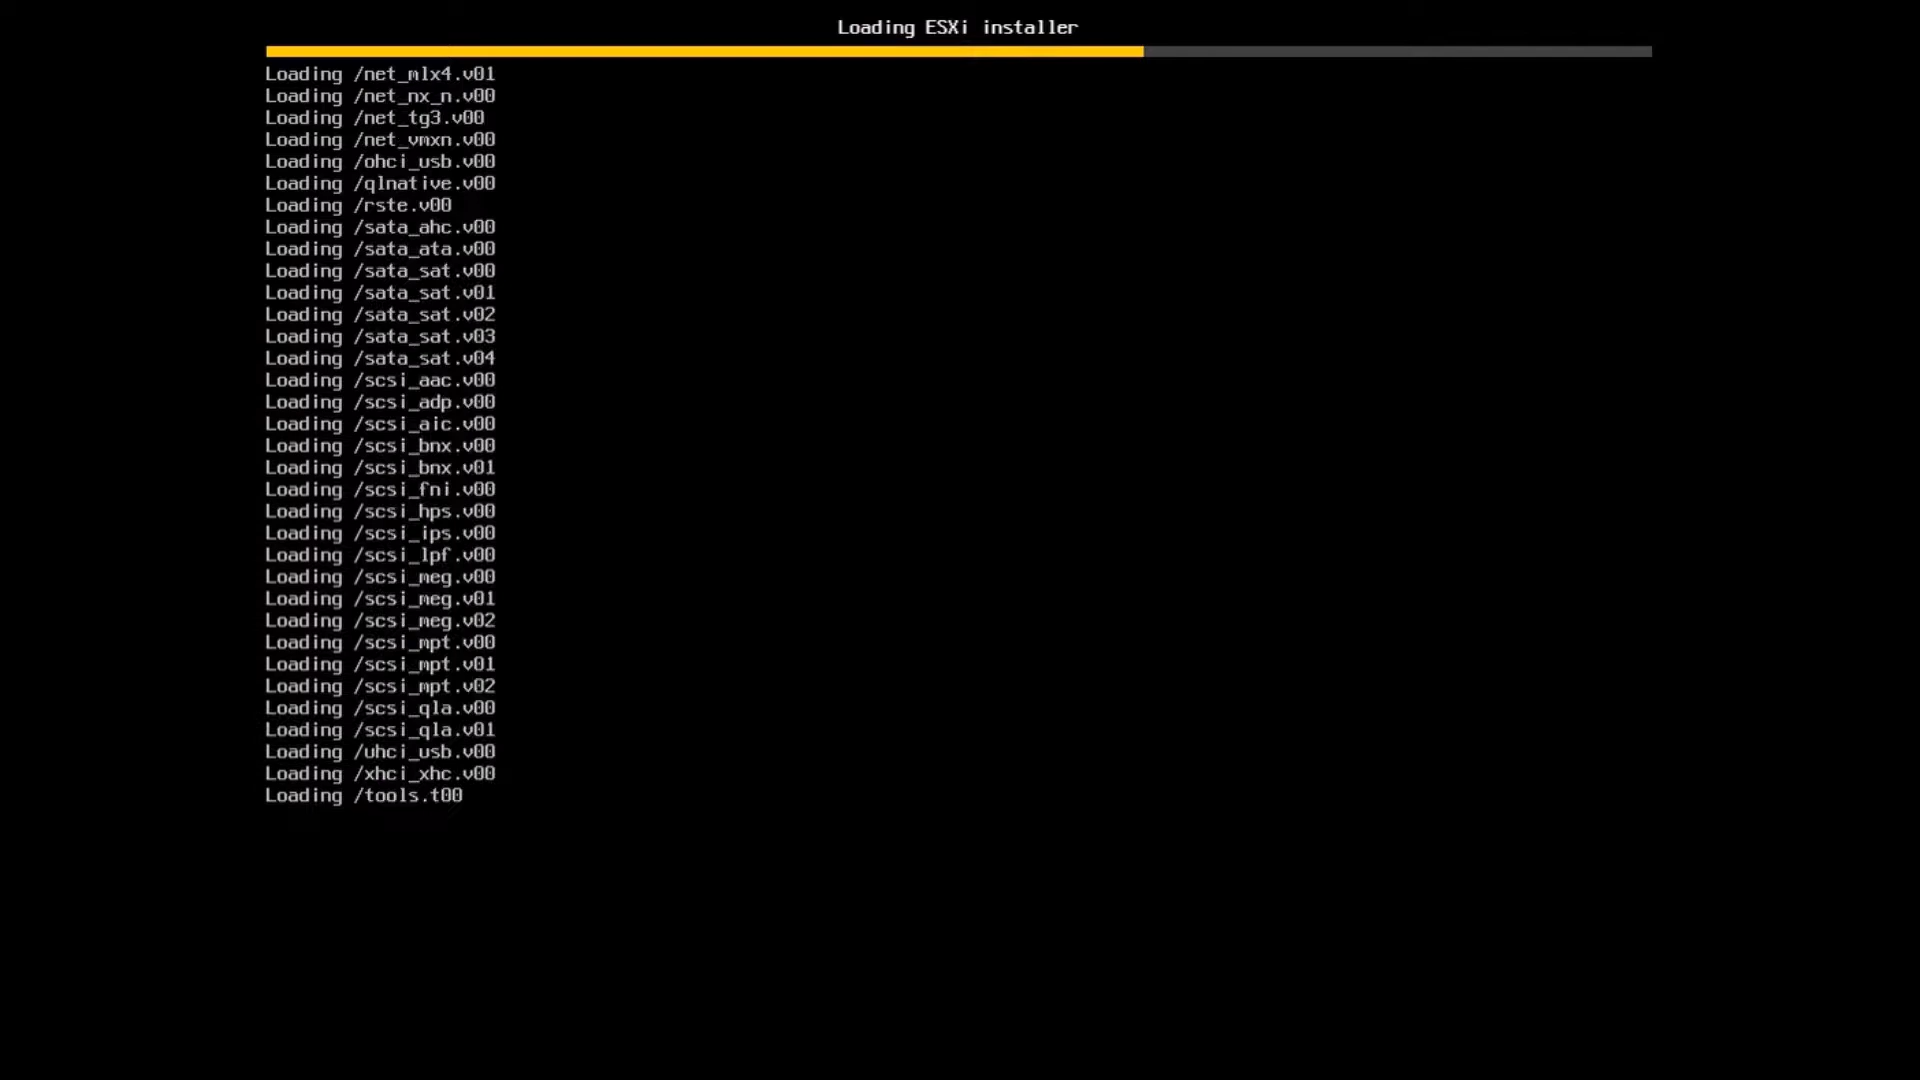 Loading ESXi installer
Loading /net_mlx4.v01
Loading /net_nx_n.v00
Loading /net_tg3.v00
Loading /net_vmxn.v00
Loading /ohci_usb.v00
Loading /qlnative.v00
Loading /rste.v00
Loading /sata_ahc.v00
Loading /sata_ata.v00
Loading /sata_sat.v00
Loading /sata_sat.v01
Loading /sata_sat.v02
Loading /sata_sat.v03
Loading /sata_sat.v04
Loading /scsi_aac.v00
Loading /scsi_adp.v00
Loading /scsi_aic.v00
Loading /scsi_bnx.v00
Loading /scsi_bnx.v01
Loading /scsi_fni.v00
Loading /scsi_hps.v00
Loading /scsi_ips.v00
Loading /scsi_lpf.v00
Loading /scsi_meg.v00
Loading /scsi_meg.v01
Loading /scsi_meg.v02
Loading /scsi_mpt.v00
Loading /scsi_mpt.v01
Loading /scsi_mpt.v02
Loading /scsi_qla.v00
Loading /scsi_qla.v01
Loading /uhci_usb.v00
Loading /xhci_xhc.v00
Loading /tools.t00